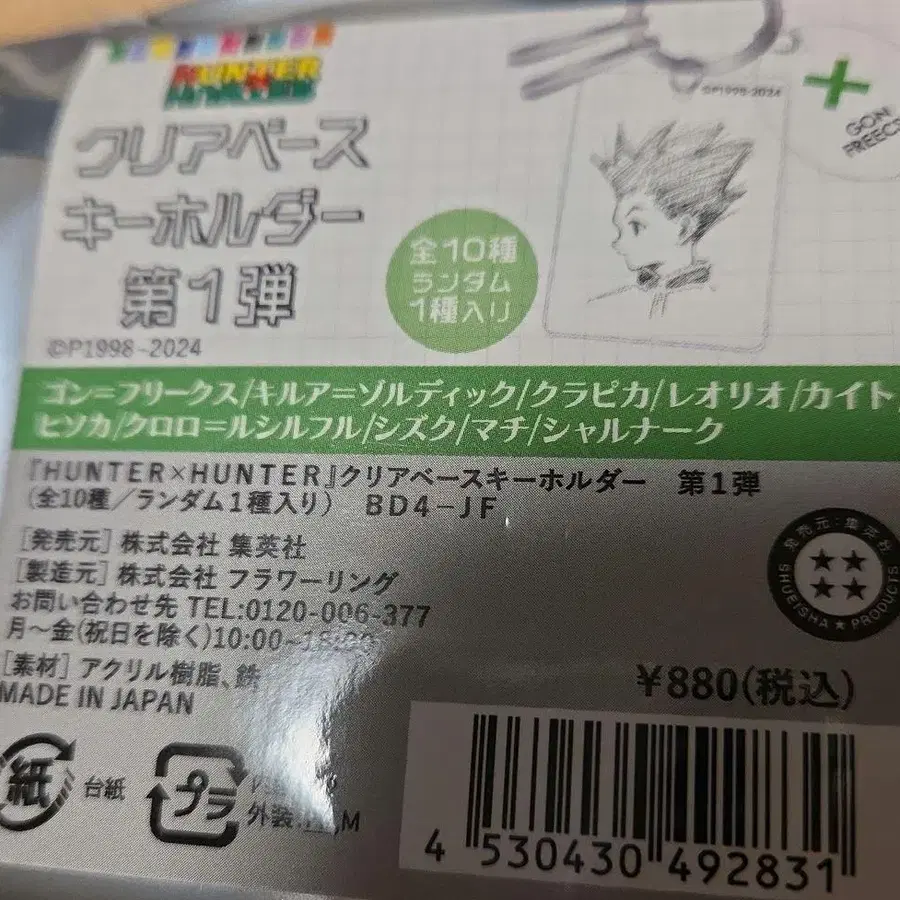 HUNTER×HUNTER
クリアベース
キーホルダー
第1弾
©P1998-2024
全10種
ランダム
1種入り
©P1998-2024
GON
FREECS
ゴン=フリークス/キルア=ゾルディック/クラピカ/レオリオ/カイト/
ヒソカ/クロロ=ルシルフル/シズク/マチ/シャルナーク
『HUNTER×HUNTER』クリアベースキーホルダー 第1弾
(全10種/ランダム1種入り) BD4-JF
[発売元] 株式会社 集英社
[製造元] 株式会社 フラワーリング
お問い合わせ先 TEL:0120-006-377
月~金(祝日を除く)10:00~
[素材] アクリル樹脂、鉄
MADE IN JAPAN
発売元:集英社
SHUEISHA ★ PRODUCTS
¥880(税込)
紙
台紙
プラ
外装: ,M
4 530430 492831